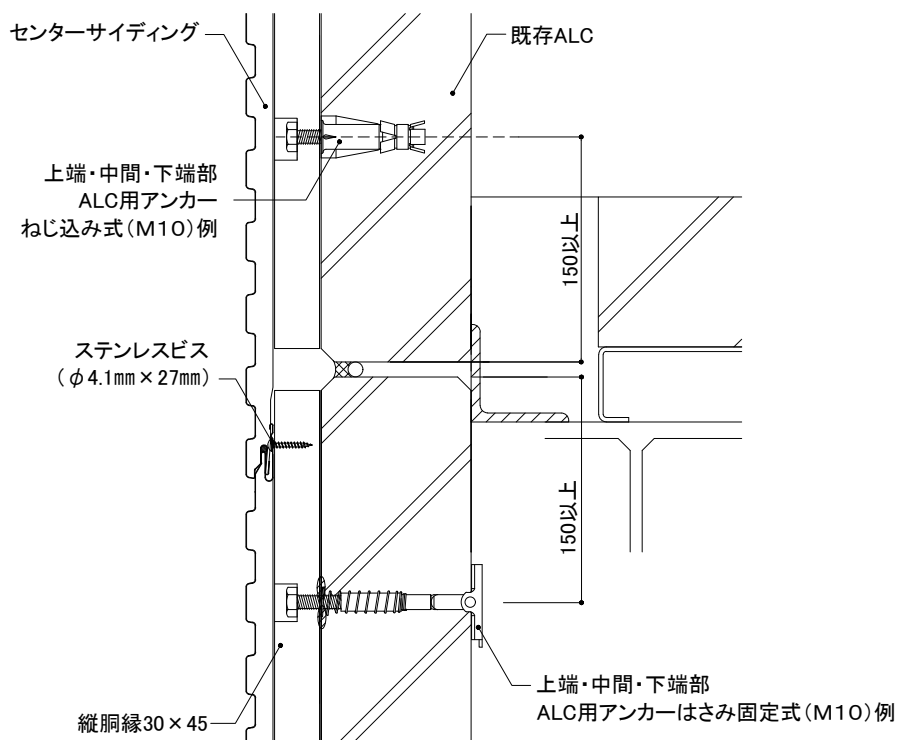 センターサイディング
既存ALC
上端・中間・下端部
ALC用アンカー
ねじ込み式(M10)例
150以上
ステンレスビス
(φ4.1mm×27mm)
150以上
上端・中間・下端部
ALC用アンカーはさみ固定式(M10)例
縦胴縁30×45